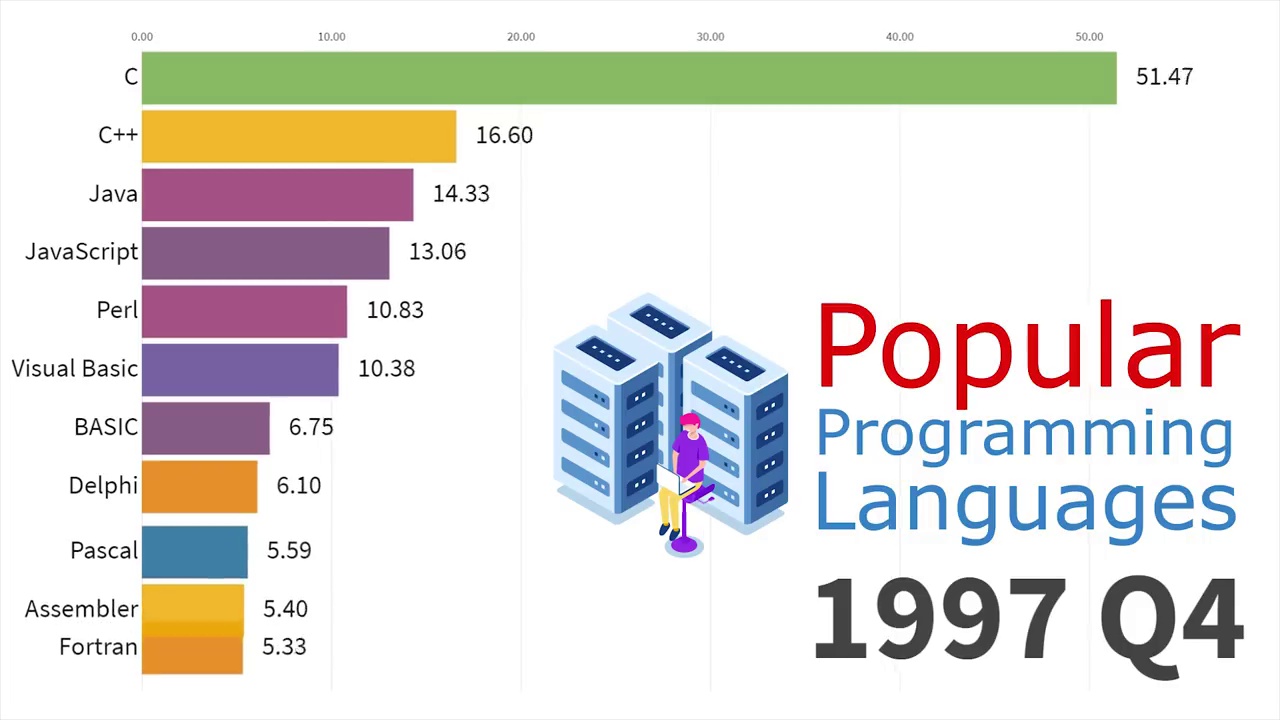 0.00 10.00 20.00 30.00 40.00 50.00
C 51.47
C++ 16.60
Java 14.33
JavaScript 13.06
Perl 10.83
Visual Basic 10.38
BASIC 6.75
Delphi 6.10
Pascal 5.59
Assembler 5.40
Fortran 5.33
Popular
Programming
Languages
1997 Q4